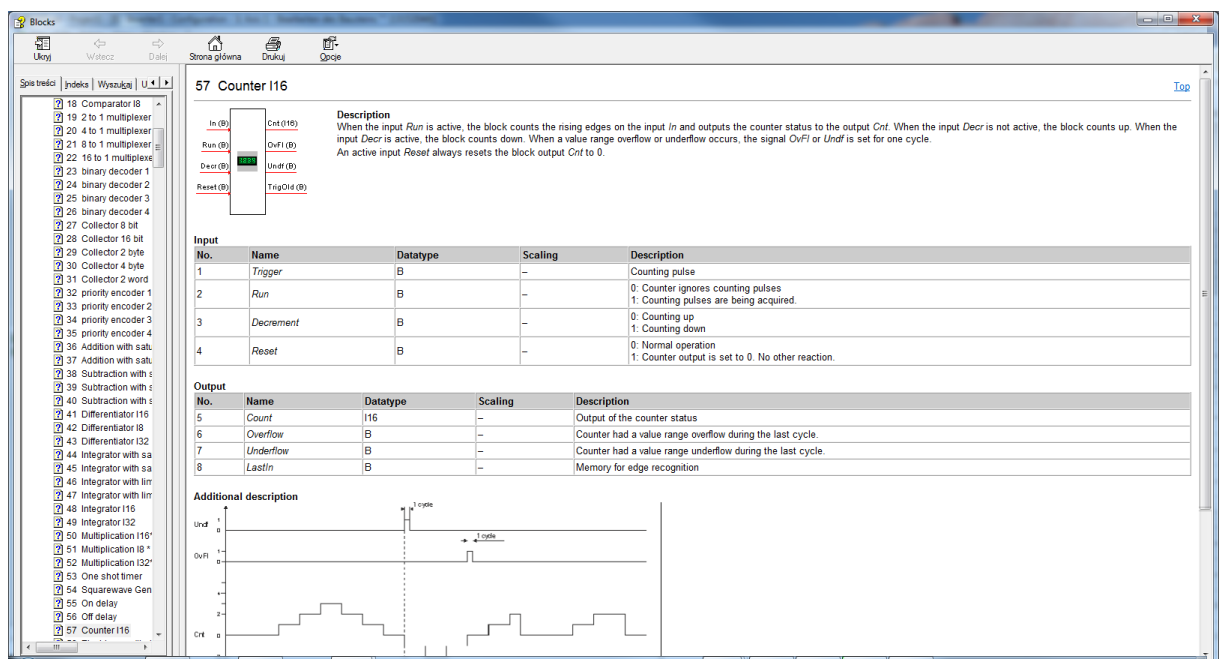 Blocks
Ukryj Wstecz Dalej Strona główna Drukuj Opcje
Spis treści Indeks Wyszukaj U
18 Comparator I8
19 2 to 1 multiplexer
20 4 to 1 multiplexer
21 8 to 1 multiplexer
22 16 to 1 multiplexe
23 binary decoder 1
24 binary decoder 2
25 binary decoder 3
26 binary decoder 4
27 Collector 8 bit
28 Collector 16 bit
29 Collector 2 byte
30 Collector 4 byte
31 Collector 2 word
32 priority encoder 1
33 priority encoder 2
34 priority encoder 3
35 priority encoder 4
36 Addition with satu
37 Addition with satu
38 Subtraction with s
39 Subtraction with s
40 Subtraction with s
41 Differentiator I16
42 Differentiator I8
43 Differentiator I32
44 Integrator with sa
45 Integrator with sa
46 Integrator with lim
47 Integrator with lim
48 Integrator I16
49 Integrator I32
50 Multiplication I16*
51 Multiplication I8 *
52 Multiplication I32*
53 One shot timer
54 Squarewave Gen
55 On delay
56 Off delay
57 Counter I16
57 Counter I16
Top
In (B) Cnt (I16)
Run (B) OvFl (B)
Decr (B) Undf (B)
Reset (B) TrigOld (B)
Description
When the input Run is active, the block counts the rising edges on the input In and outputs the counter status to the output Cnt. When the input Decr is not active, the block counts up. When the
input Decr is active, the block counts down. When a value range overflow or underflow occurs, the signal OvFl or Undf is set for one cycle.
An active input Reset always resets the block output Cnt to 0.
Input
No. Name Datatype Scaling Description
1 Trigger B – Counting pulse
2 Run B – 0: Counter ignores counting pulses
1: Counting pulses are being acquired.
3 Decrement B – 0: Counting up
1: Counting down
4 Reset B – 0: Normal operation
1: Counter output is set to 0. No other reaction.
Output
No. Name Datatype Scaling Description
5 Count I16 – Output of the counter status
6 Overflow B – Counter had a value range overflow during the last cycle.
7 Underflow B – Counter had a value range underflow during the last cycle.
8 LastIn B – Memory for edge recognition
Additional description
1 cycle
Undf 1
0
1 cycle
OvFl 1
0
2
Cnt 0